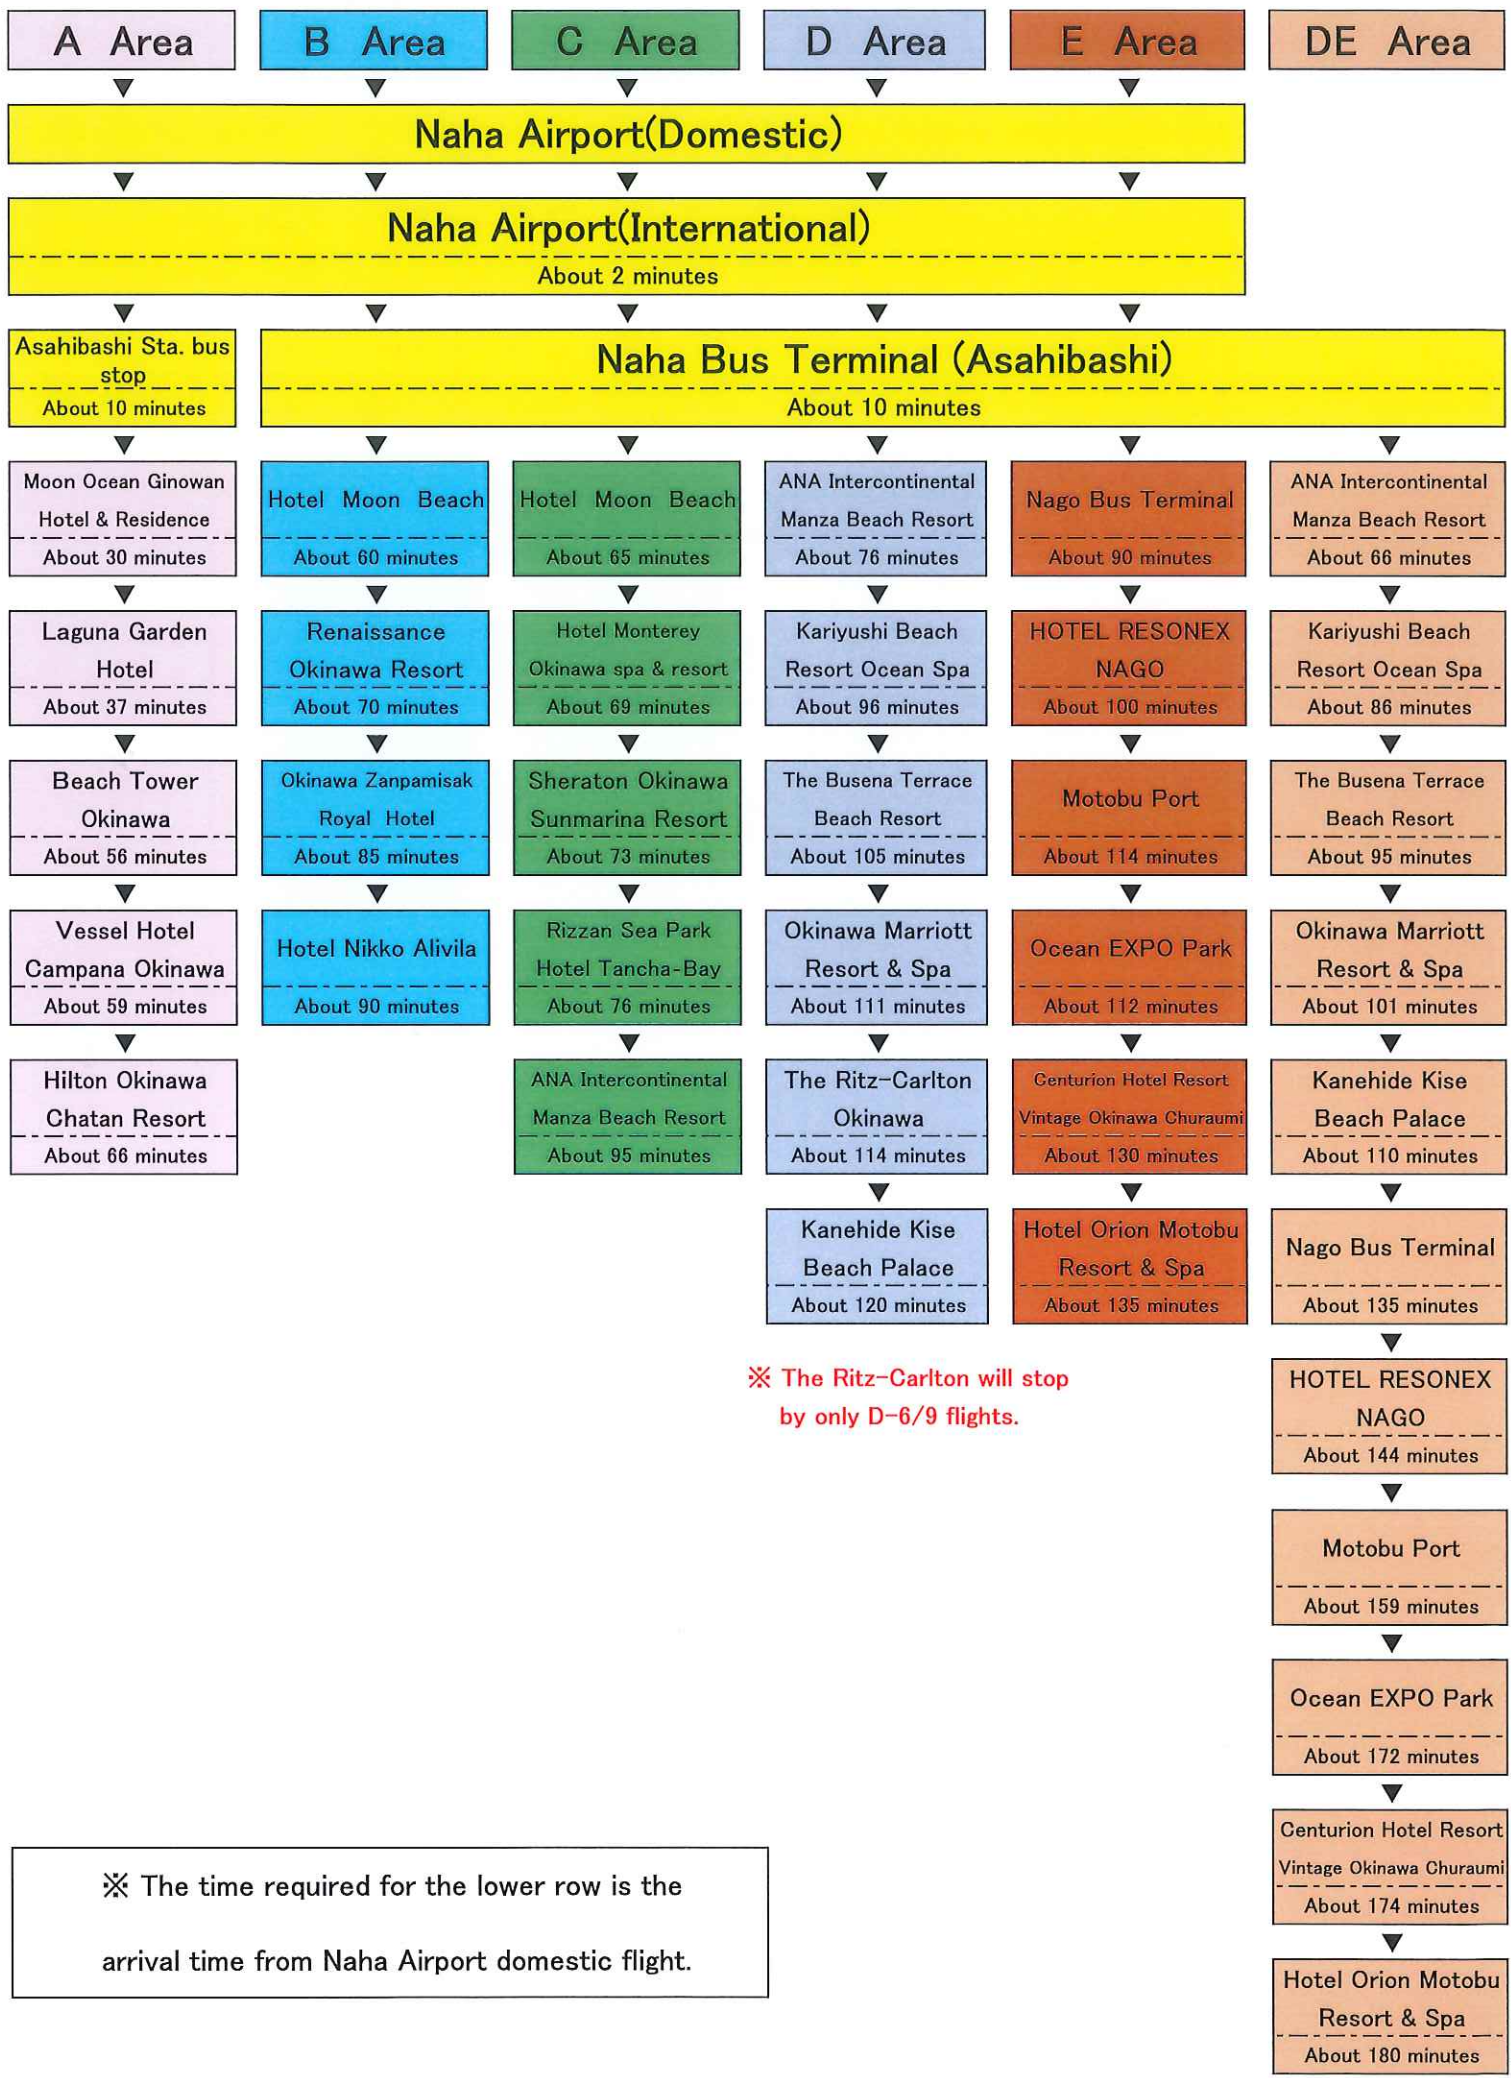 A Area
B Area
C Area
D Area
E Area
DE Area
Naha Airport(Domestic)
Naha Airport(International)
About 2 minutes
Asahibashi Sta. bus
stop
About 10 minutes
Naha Bus Terminal (Asahibashi)
About 10 minutes
Moon Ocean Ginowan
Hotel & Residence
About 30 minutes
Laguna Garden
Hotel
About 37 minutes
Beach Tower
Okinawa
About 56 minutes
Vessel Hotel
Campana Okinawa
About 59 minutes
Hilton Okinawa
Chatan Resort
About 66 minutes
Hotel Moon Beach
About 60 minutes
Renaissance
Okinawa Resort
About 70 minutes
Okinawa Zanpamisak
Royal Hotel
About 85 minutes
Hotel Nikko Alivila
About 90 minutes
Hotel Moon Beach
About 65 minutes
Hotel Monterey
Okinawa spa & resort
About 69 minutes
Sheraton Okinawa
Sunmarina Resort
About 73 minutes
Rizzan Sea Park
Hotel Tancha-Bay
About 76 minutes
ANA Intercontinental
Manza Beach Resort
About 95 minutes
ANA Intercontinental
Manza Beach Resort
About 76 minutes
Kariyushi Beach
Resort Ocean Spa
About 96 minutes
The Busena Terrace
Beach Resort
About 105 minutes
Okinawa Marriott
Resort & Spa
About 111 minutes
The Ritz-Carlton
Okinawa
About 114 minutes
Kanehide Kise
Beach Palace
About 120 minutes
※ The Ritz-Carlton will stop
by only D-6/9 flights.
Nago Bus Terminal
About 90 minutes
HOTEL RESONEX
NAGO
About 100 minutes
Motobu Port
About 114 minutes
Ocean EXPO Park
About 112 minutes
Centurion Hotel Resort
Vintage Okinawa Churaumi
About 130 minutes
Hotel Orion Motobu
Resort & Spa
About 135 minutes
ANA Intercontinental
Manza Beach Resort
About 66 minutes
Kariyushi Beach
Resort Ocean Spa
About 86 minutes
The Busena Terrace
Beach Resort
About 95 minutes
Okinawa Marriott
Resort & Spa
About 101 minutes
Kanehide Kise
Beach Palace
About 110 minutes
Nago Bus Terminal
About 135 minutes
HOTEL RESONEX
NAGO
About 144 minutes
Motobu Port
About 159 minutes
Ocean EXPO Park
About 172 minutes
Centurion Hotel Resort
Vintage Okinawa Churaumi
About 174 minutes
Hotel Orion Motobu
Resort & Spa
About 180 minutes
※ The time required for the lower row is the
arrival time from Naha Airport domestic flight.